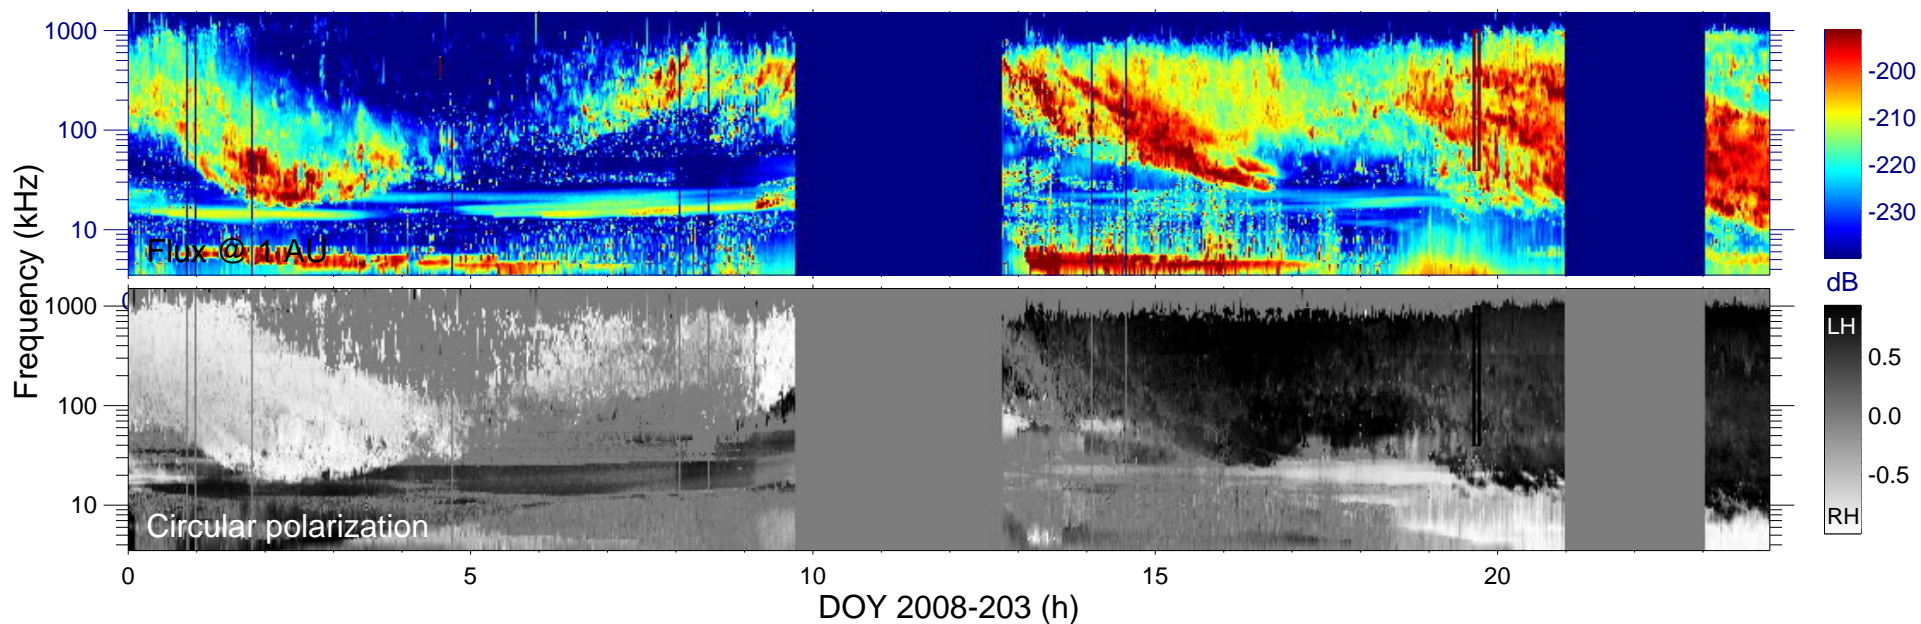 1000
100
10
Frequency (kHz)
Flux @ 1 AU
-200
-210
-220
-230
dB
0
1000
100
10
Circular polarization
LH
0.5
0.0
-0.5
RH
0
5
10
15
20
DOY 2008-203 (h)